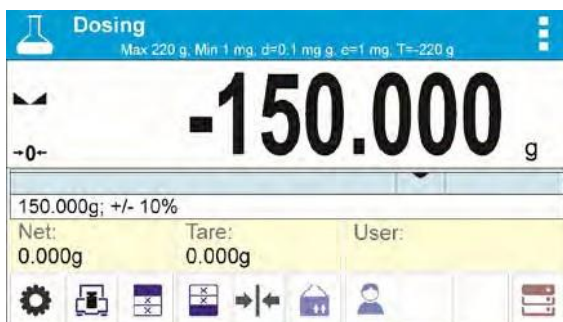 Dosing
Max 220 g; Min 1 mg, d=0.1 mg g, e=1 mg, T=-220 g
→0←
-150.000 g
150.000g; +/- 10%
Net: Tare: User:
0.000g 0.000g